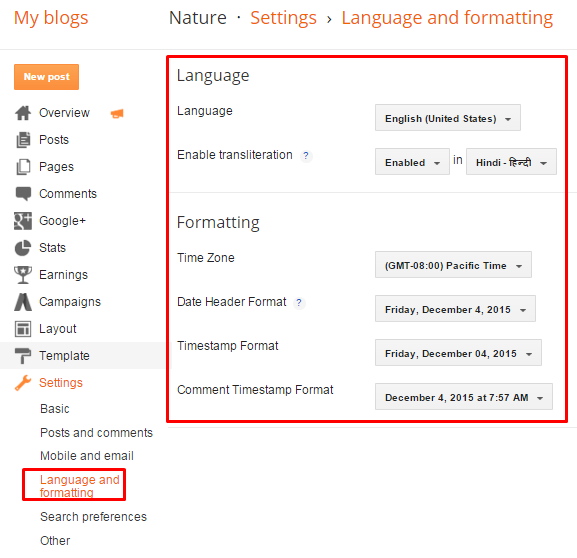 My blogs
Nature · Settings › Language and formatting
New post
Overview
Posts
Pages
Comments
Google+
Stats
Earnings
Campaigns
Layout
Template
Settings
Basic
Posts and comments
Mobile and email
Language and
formatting
Search preferences
Other
Language
Language
English (United States)
Enable transliteration ? Enabled in Hindi - हिन्दी
Formatting
Time Zone
(GMT-08:00) Pacific Time
Date Header Format ? Friday, December 4, 2015
Timestamp Format
Friday, December 04, 2015
Comment Timestamp Format
December 4, 2015 at 7:57 AM